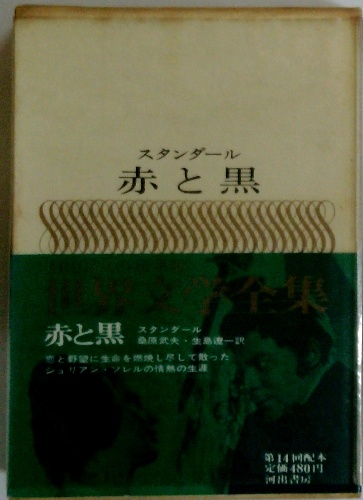 スタンダール
赤と黒
世界文学全集
赤と黒
スタンダール
桑原武夫・生島遼一訳
恋と野望に生命を燃焼し尽して散った
ジュリアン・ソレルの情熱の生涯
第14回配本
定価480円
河出書房